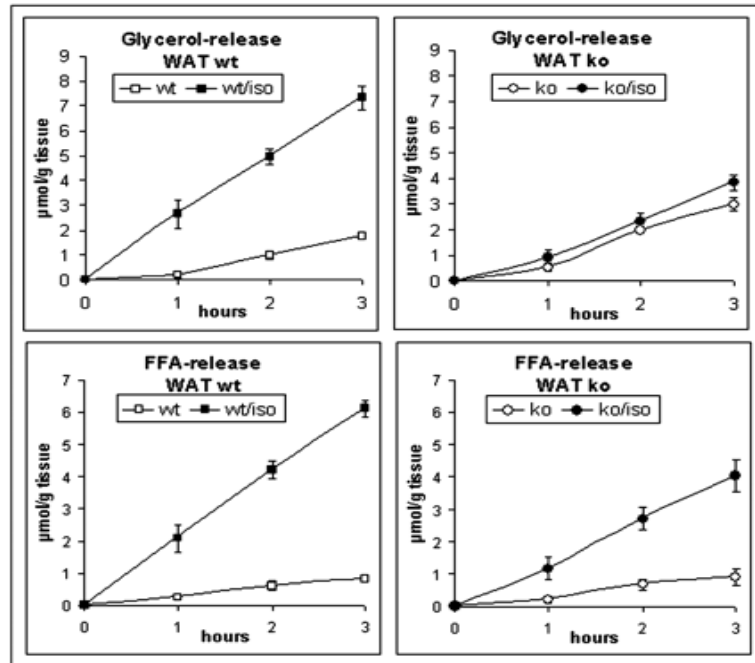 Glycerol-release
WAT wt
wt wt/iso
µmol/g tissue
9
8
7
6
5
4
3
2
1
0
0 1 2 3
hours
Glycerol-release
WAT ko
ko ko/iso
µmol/g tissue
9
8
7
6
5
4
3
2
1
0
0 1 2 3
hours
FFA-release
WAT wt
wt wt/iso
µmol/g tissue
7
6
5
4
3
2
1
0
0 1 2 3
hours
FFA-release
WAT ko
ko ko/iso
µmol/g tissue
7
6
5
4
3
2
1
0
0 1 2 3
hours